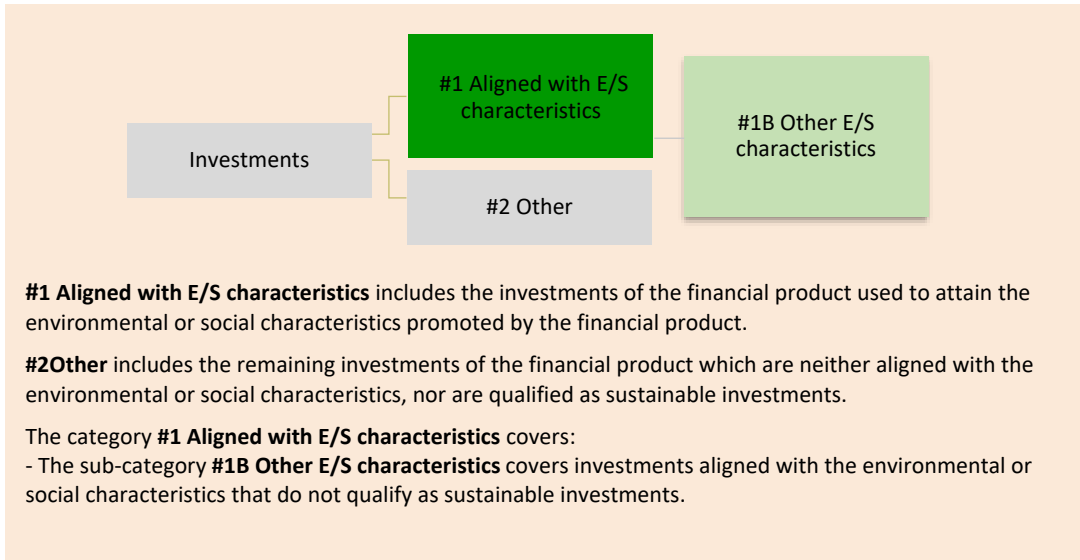 #1 Aligned with E/S
characteristics
#1B Other E/S
characteristics
Investments
#2 Other
#1 Aligned with E/S characteristics includes the investments of the financial product used to attain the
environmental or social characteristics promoted by the financial product.
#2Other includes the remaining investments of the financial product which are neither aligned with the
environmental or social characteristics, nor are qualified as sustainable investments.
The category #1 Aligned with E/S characteristics covers:
- The sub-category #1B Other E/S characteristics covers investments aligned with the environmental or
social characteristics that do not qualify as sustainable investments.